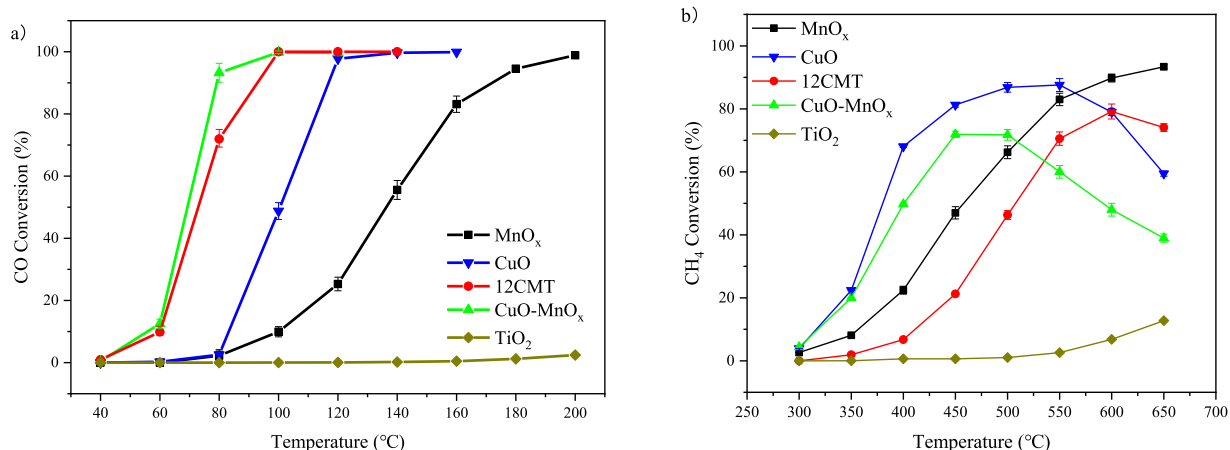 a)
CO Conversion (%)
100
80
60
40
20
0
MnOₓ
CuO
12CMT
CuO-MnOₓ
TiO₂
40 60 80 100 120 140 160 180 200
Temperature (℃)
b)
CH₄ Conversion (%)
100
80
60
40
20
0
MnOₓ
CuO
12CMT
CuO-MnOₓ
TiO₂
250 300 350 400 450 500 550 600 650 700
Temperature (℃)